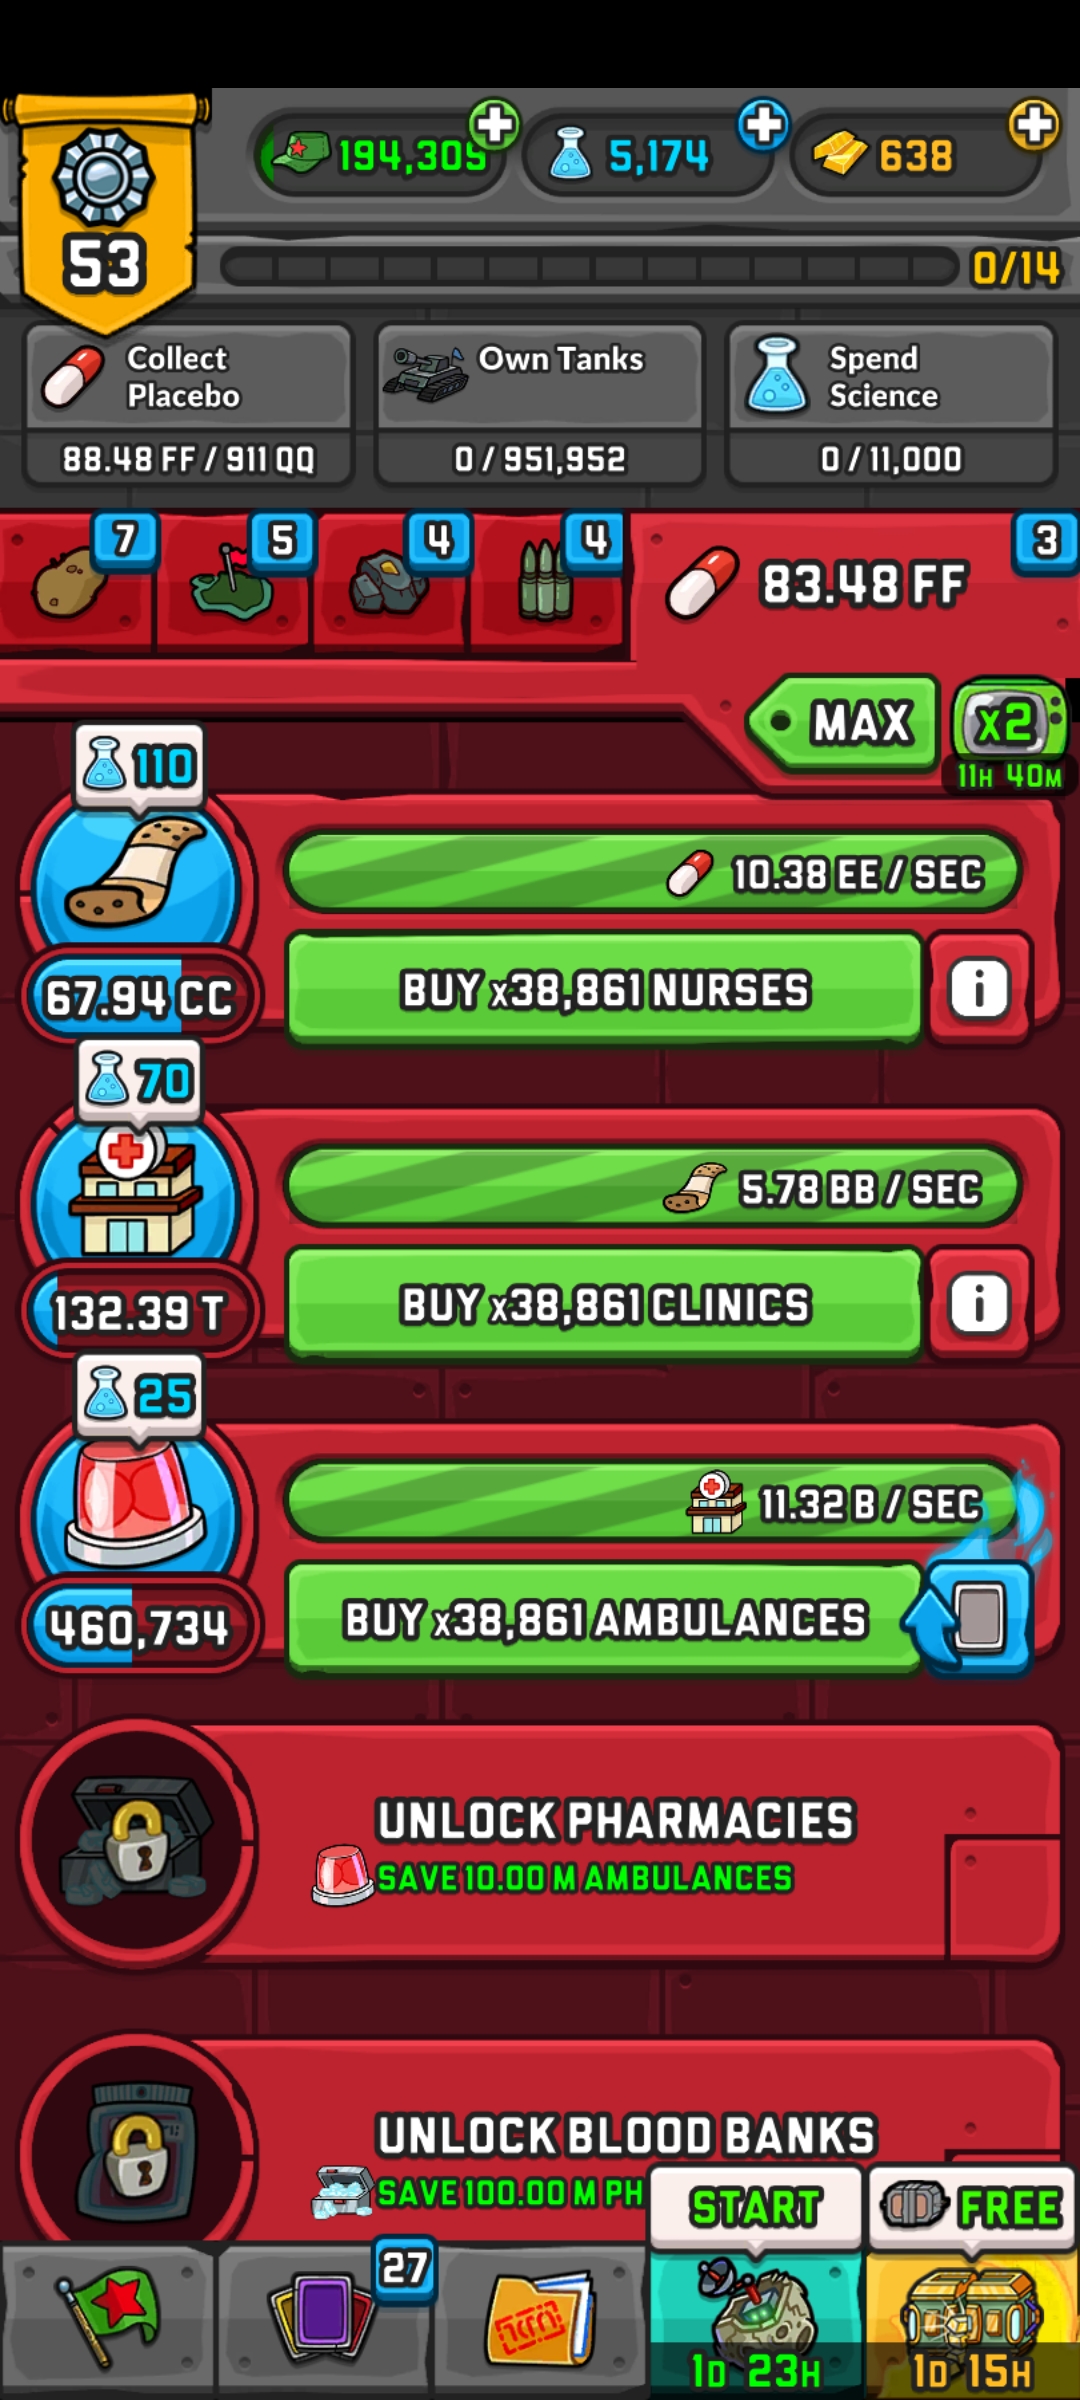 194,309
5,174
638
53
0/14
Collect
Placebo
Own Tanks
Spend
Science
88.48 FF / 911 QQ
0 / 951,952
0 / 11,000
7
5
4
4
3
83.48 FF
MAX
x2
11H 40M
110
10.38 EE / SEC
67.94 CC
BUY x38,861 NURSES
i
70
5.78 BB / SEC
132.39 T
BUY x38,861 CLINICS
i
25
11.32 B / SEC
460,734
BUY x38,861 AMBULANCES
UNLOCK PHARMACIES
SAVE 10.00 M AMBULANCES
UNLOCK BLOOD BANKS
SAVE 100.00 M PH
START
FREE
27
1D 23H
1D 15H